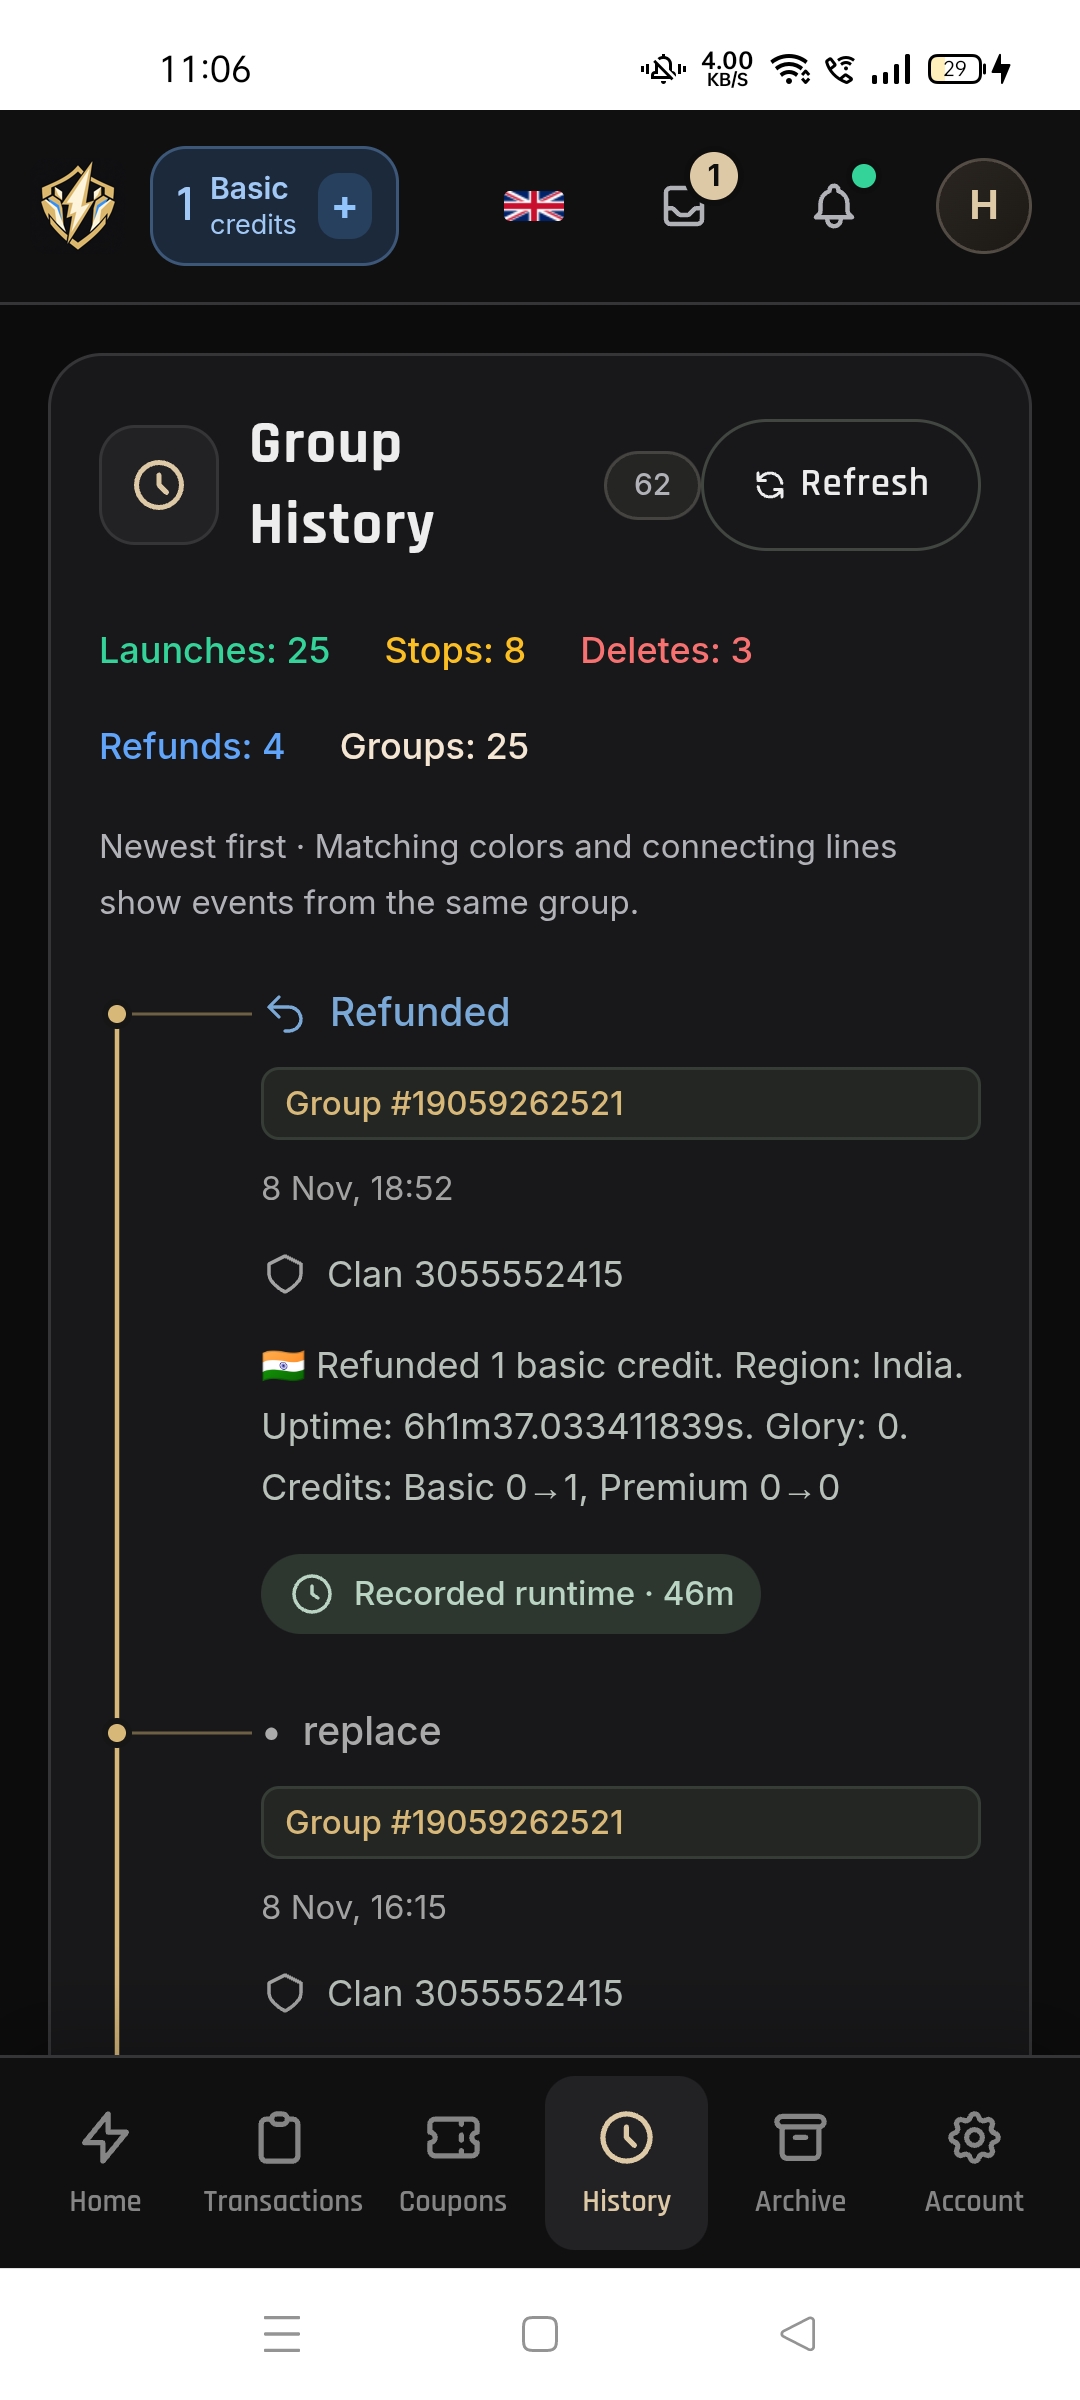 11:06
4.00
KB/S
29
1
Basic
credits
+
1
H
Group
History
62
Refresh
Launches: 25
Stops: 8
Deletes: 3
Refunds: 4
Groups: 25
Newest first · Matching colors and connecting lines
show events from the same group.
Refunded
Group #19059262521
8 Nov, 18:52
Clan 3055552415
Refunded 1 basic credit. Region: India.
Uptime: 6h1m37.033411839s. Glory: 0.
Credits: Basic 0→1, Premium 0→0
Recorded runtime · 46m
• replace
Group #19059262521
8 Nov, 16:15
Clan 3055552415
Home
Transactions
Coupons
History
Archive
Account